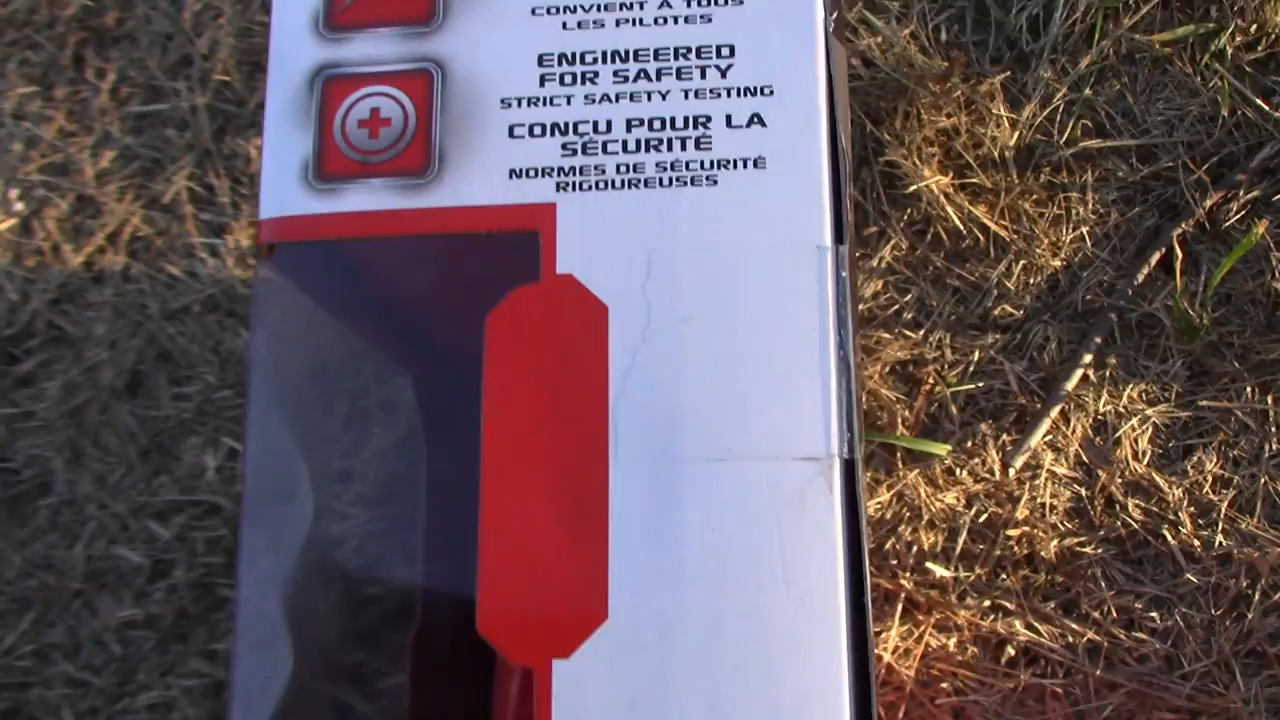 CONVIENT À TOUS
LES PILOTES
ENGINEERED
FOR SAFETY
STRICT SAFETY TESTING
CONÇU POUR LA
SÉCURITÉ
NORMES DE SÉCURITÉ
RIGOUREUSES